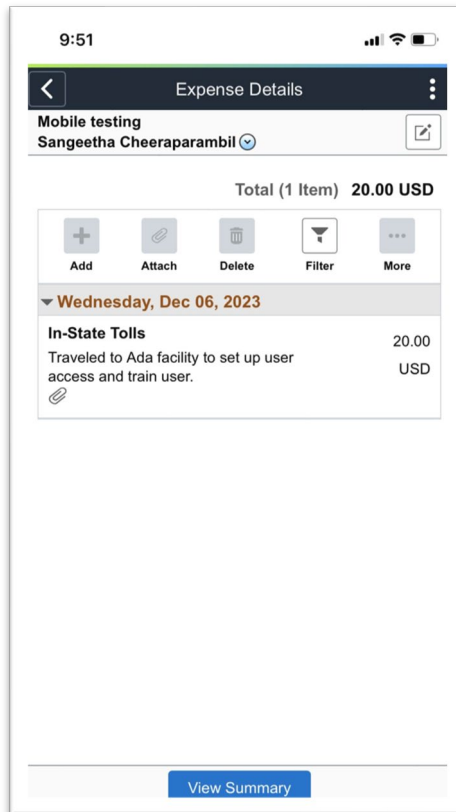 9:51
Expense Details
Mobile testing
Sangeetha Cheeraparambil
Total (1 Item) 20.00 USD
Add Attach Delete Filter More
Wednesday, Dec 06, 2023
In-State Tolls 20.00
Traveled to Ada facility to set up user USD
access and train user.
View Summary